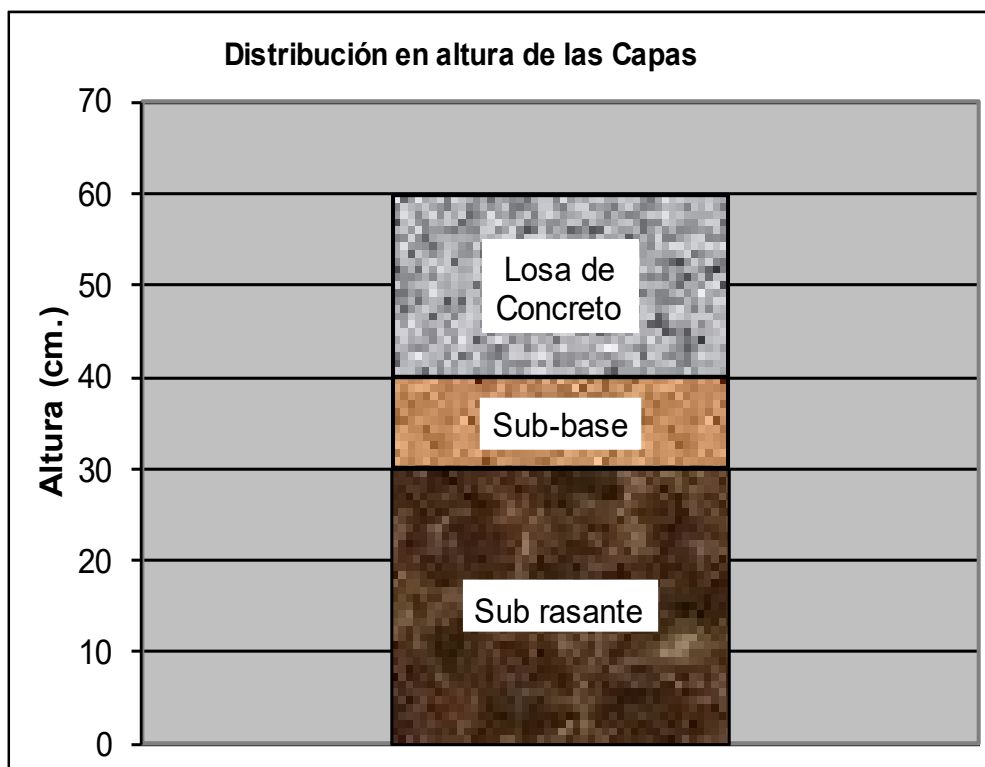 Distribución en altura de las Capas
70
60
50
40
30
20
10
0
Altura (cm.)
Losa de
Concreto
Sub-base
Sub rasante